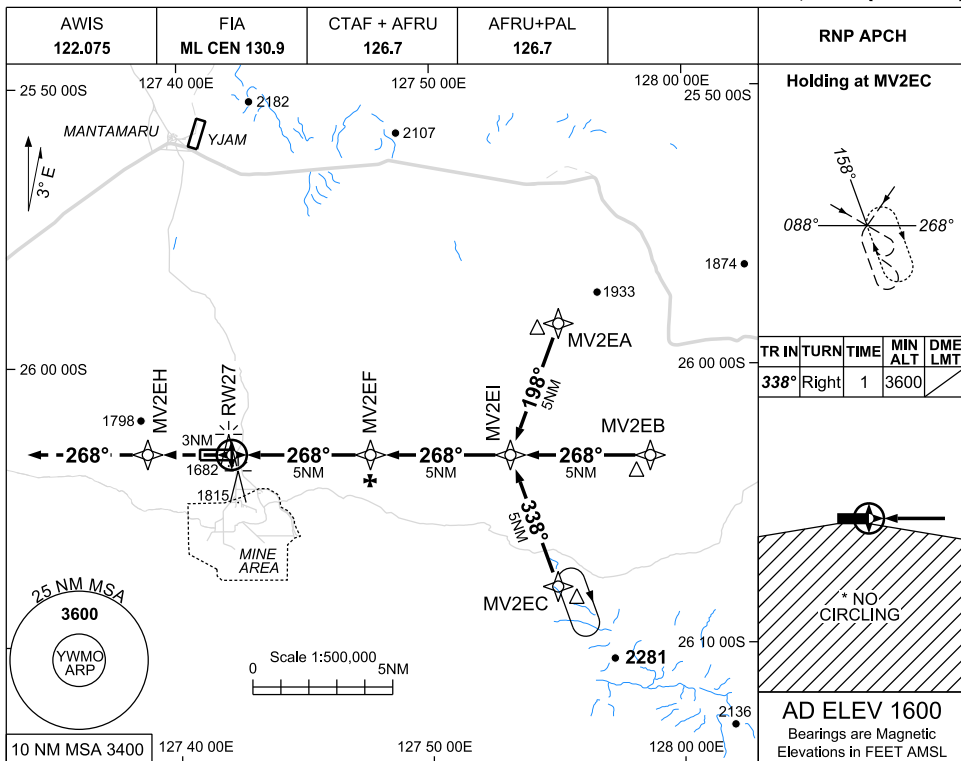 AWIS
122.075
FIA
ML CEN 130.9
CTAF + AFRU
126.7
AFRU+PAL
126.7
RNP APCH
127 40 00E
127 50 00E
128 00 00E
25 50 00S
25 50 00S
2182
2107
MANTAMARU
YJAM
3° E
1874
1933
MV2EA
26 00 00S
26 00 00S
198°
5NM
MV2EH
RW27
MV2EF
MV2EI
MV2EB
1798
3NM
268°
268°
5NM
268°
5NM
268°
5NM
1682
1815
MINE
AREA
338°
5NM
MV2EC
25 NM MSA
3600
YWMO
ARP
Scale 1:500,000
0
5NM
26 10 00S
2281
2136
10 NM MSA 3400
127 40 00E
127 50 00E
128 00 00E
Holding at MV2EC
158°
088°
268°
TR IN
TURN
TIME
MIN
ALT
DME
LMT
338°
Right
1
3600
* NO
CIRCLING
AD ELEV 1600
Bearings are Magnetic
Elevations in FEET AMSL